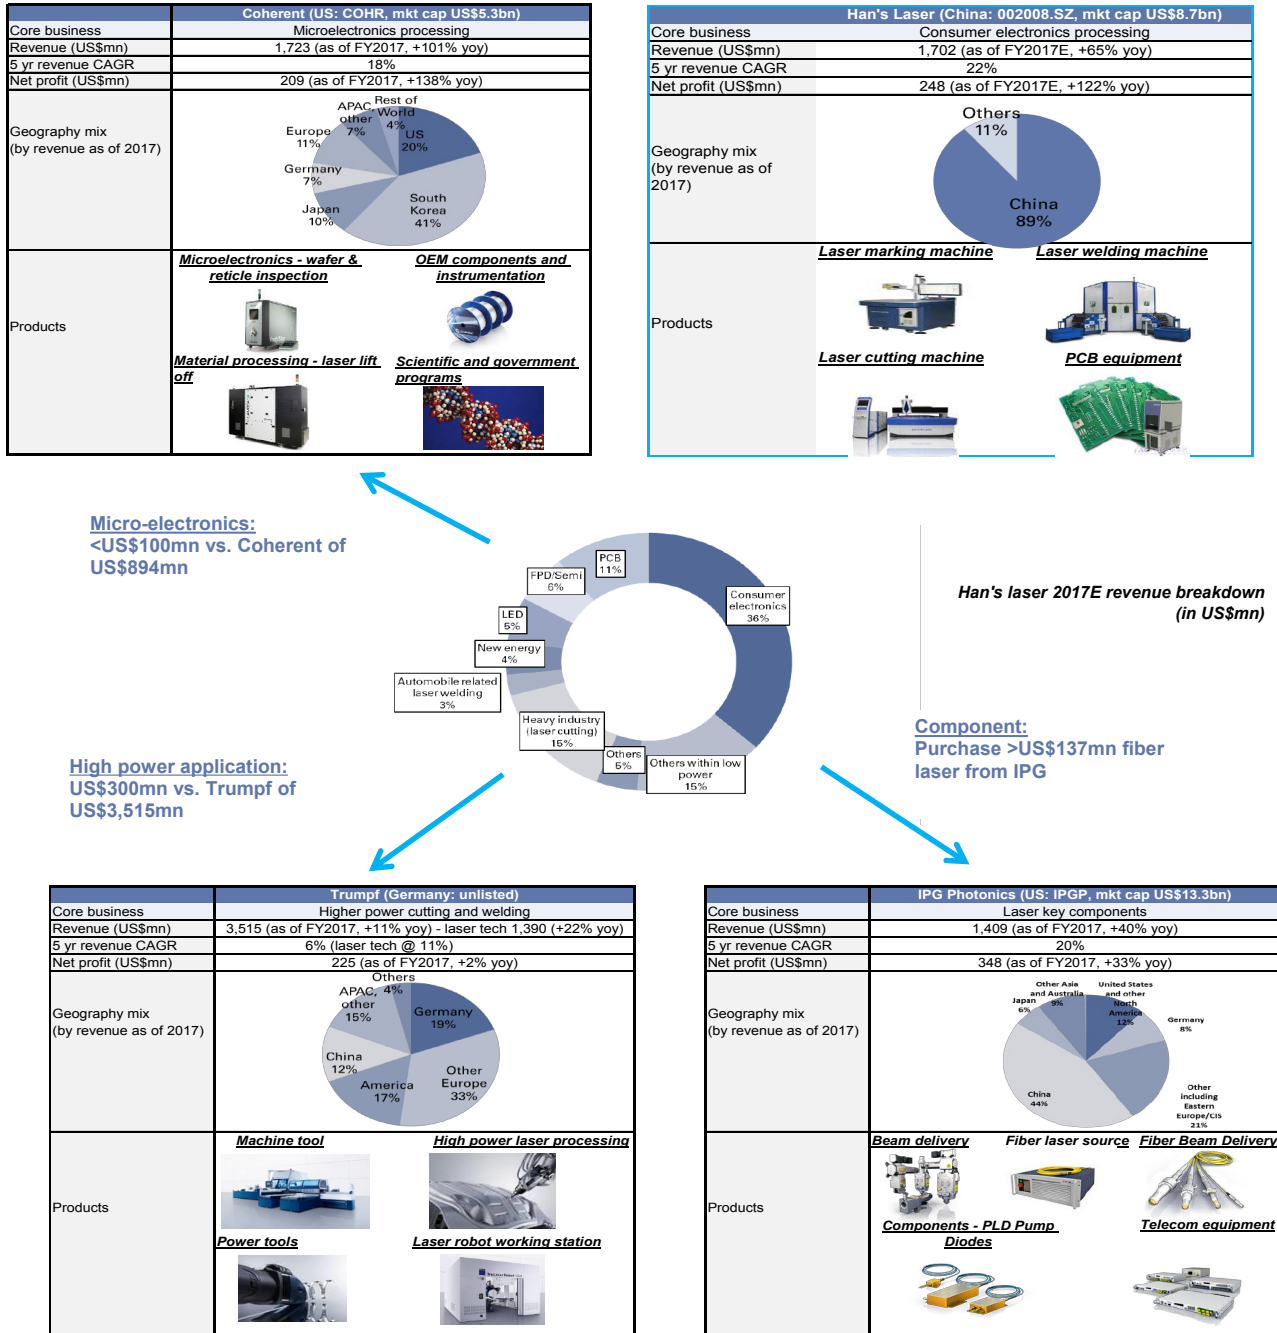 Coherent (US: COHR, mkt cap US$5.3bn)
Core business
Microelectronics processing
Revenue (US$mn)
1,723 (as of FY2017, +101% yoy)
5 yr revenue CAGR
18%
Net profit (US$mn)
209 (as of FY2017, +138% yoy)
Geography mix
(by revenue as of 2017)
US
20%
South
Korea
41%
Japan
10%
Germany
7%
Europe
11%
APAC,
other
7%
Rest of
World
4%
Products
Microelectronics - wafer &
reticle inspection
OEM components and
instrumentation
Material processing - laser lift
off
Scientific and government
programs
Han's Laser (China: 002008.SZ, mkt cap US$8.7bn)
Core business
Consumer electronics processing
Revenue (US$mn)
1,702 (as of FY2017E, +65% yoy)
5 yr revenue CAGR
22%
Net profit (US$mn)
248 (as of FY2017E, +122% yoy)
Geography mix
(by revenue as of
2017)
Others
11%
China
89%
Products
Laser marking machine
Laser welding machine
Laser cutting machine
PCB equipment
Micro-electronics:
<US$100mn vs. Coherent of
US$894mn
PCB
11%
FPD/Semi
6%
LED
5%
New energy
4%
Automobile related
laser welding
3%
Heavy industry
(laser cutting)
15%
Others
5%
Others within low
power
15%
Consumer
electronics
36%
Han's laser 2017E revenue breakdown
(in US$mn)
High power application:
US$300mn vs. Trumpf of
US$3,515mn
Component:
Purchase >US$137mn fiber
laser from IPG
Trumpf (Germany: unlisted)
Core business
Higher power cutting and welding
Revenue (US$mn)
3,515 (as of FY2017, +11% yoy) - laser tech 1,390 (+22% yoy)
5 yr revenue CAGR
6% (laser tech @ 11%)
Net profit (US$mn)
225 (as of FY2017, +2% yoy)
Geography mix
(by revenue as of 2017)
Others
4%
APAC,
other
15%
Germany
19%
China
12%
America
17%
Other
Europe
33%
Products
Machine tool
High power laser processing
Power tools
Laser robot working station
IPG Photonics (US: IPGP, mkt cap US$13.3bn)
Core business
Laser key components
Revenue (US$mn)
1,409 (as of FY2017, +40% yoy)
5 yr revenue CAGR
20%
Net profit (US$mn)
348 (as of FY2017, +33% yoy)
Geography mix
(by revenue as of 2017)
Japan
6%
Other Asia
and Australia
9%
United States
and other
North
America
12%
Germany
8%
China
44%
Other
including
Eastern
Europe/CIS
21%
Products
Beam delivery
Fiber laser source
Fiber Beam Delivery
Components - PLD Pump
Diodes
Telecom equipment